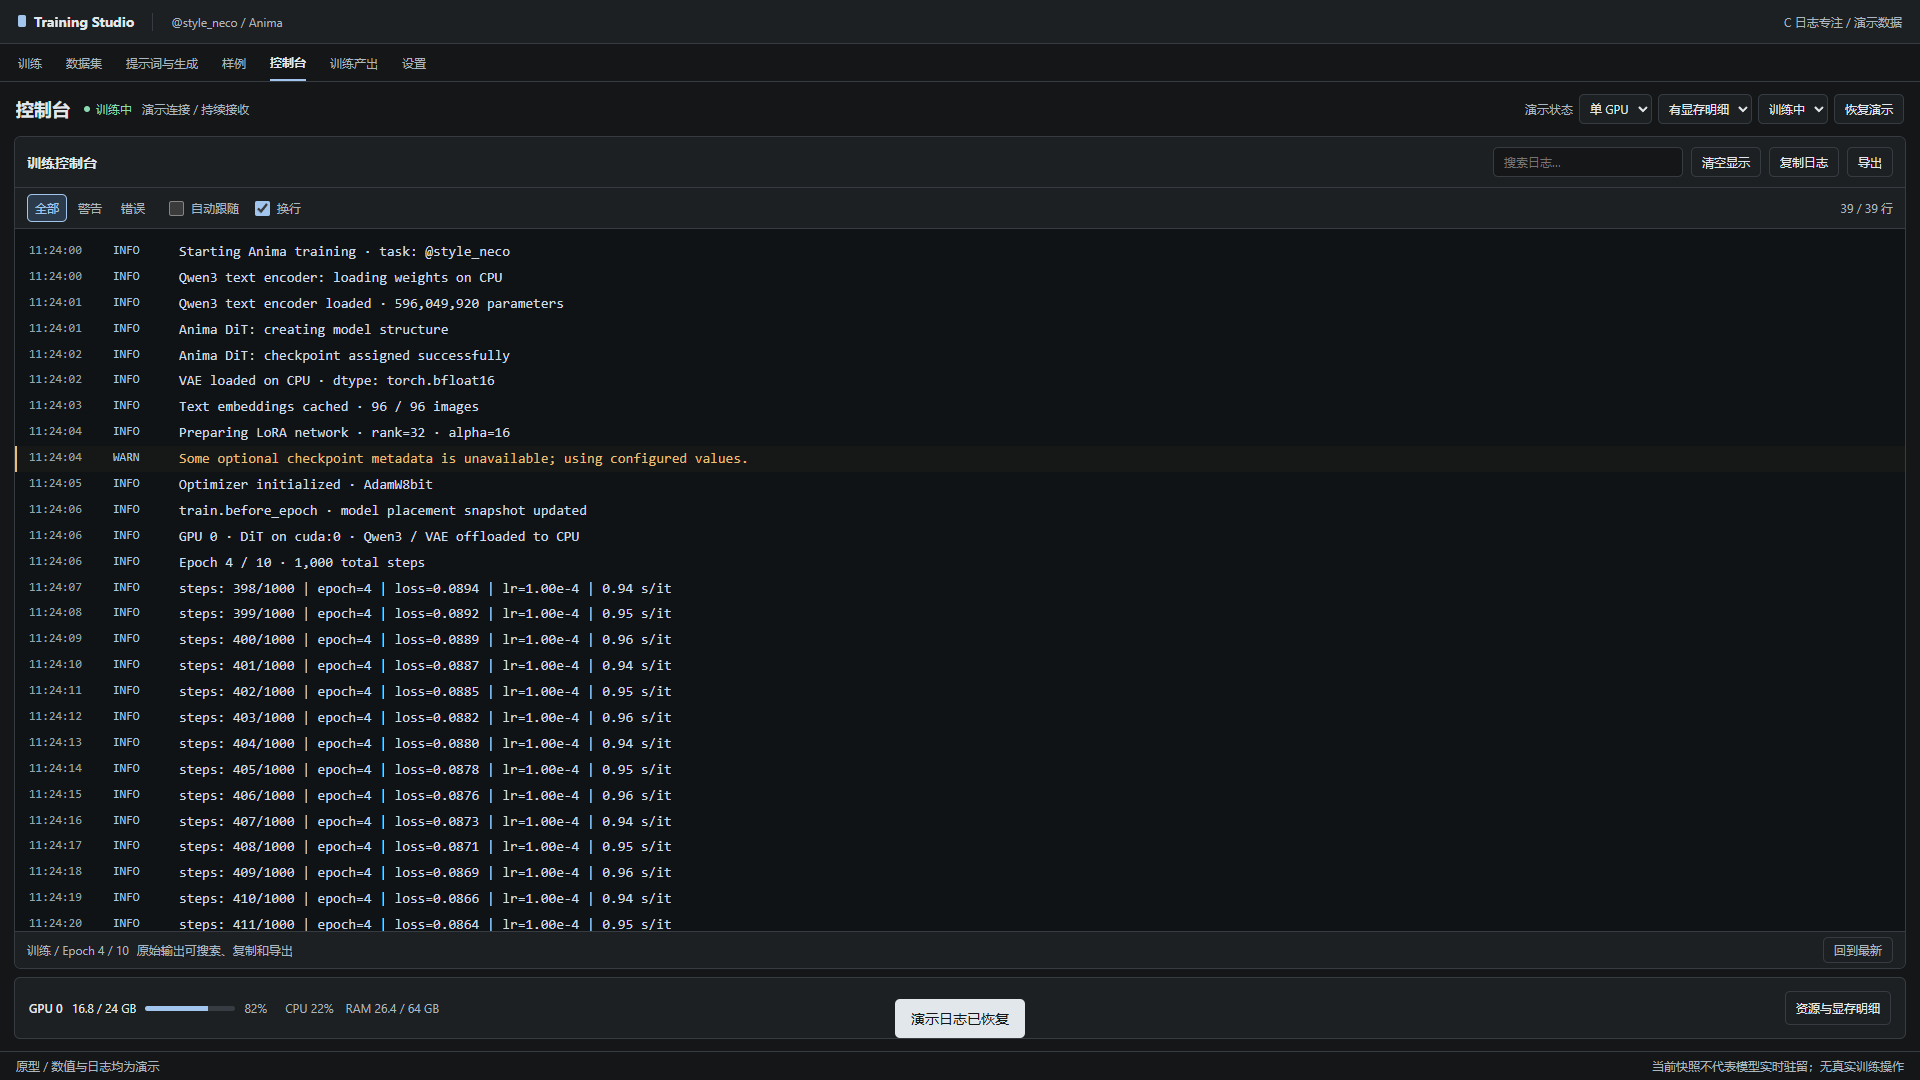 Training Studio @style_neco / Anima C 日志专注 / 演示数据
训练 数据集 提示词与生成 样例 控制台 训练产出 设置
控制台 训练中 演示连接 / 持续接收 演示状态 单 GPU 有显存明细 训练中 恢复演示
训练控制台 搜索日志... 清空显示 复制日志 导出
全部 警告 错误 自动跟随 换行 39 / 39 行
11:24:00 INFO Starting Anima training · task: @style_neco
11:24:00 INFO Qwen3 text encoder: loading weights on CPU
11:24:01 INFO Qwen3 text encoder loaded · 596,049,920 parameters
11:24:01 INFO Anima DiT: creating model structure
11:24:02 INFO Anima DiT: checkpoint assigned successfully
11:24:02 INFO VAE loaded on CPU · dtype: torch.bfloat16
11:24:03 INFO Text embeddings cached · 96 / 96 images
11:24:04 INFO Preparing LoRA network · rank=32 · alpha=16
11:24:04 WARN Some optional checkpoint metadata is unavailable; using configured values.
11:24:05 INFO Optimizer initialized · AdamW8bit
11:24:06 INFO train.before_epoch · model placement snapshot updated
11:24:06 INFO GPU 0 · DiT on cuda:0 · Qwen3 / VAE offloaded to CPU
11:24:06 INFO Epoch 4 / 10 · 1,000 total steps
11:24:07 INFO steps: 398/1000 | epoch=4 | loss=0.0894 | lr=1.00e-4 | 0.94 s/it
11:24:08 INFO steps: 399/1000 | epoch=4 | loss=0.0892 | lr=1.00e-4 | 0.95 s/it
11:24:09 INFO steps: 400/1000 | epoch=4 | loss=0.0889 | lr=1.00e-4 | 0.96 s/it
11:24:10 INFO steps: 401/1000 | epoch=4 | loss=0.0887 | lr=1.00e-4 | 0.94 s/it
11:24:11 INFO steps: 402/1000 | epoch=4 | loss=0.0885 | lr=1.00e-4 | 0.95 s/it
11:24:12 INFO steps: 403/1000 | epoch=4 | loss=0.0882 | lr=1.00e-4 | 0.96 s/it
11:24:13 INFO steps: 404/1000 | epoch=4 | loss=0.0880 | lr=1.00e-4 | 0.94 s/it
11:24:14 INFO steps: 405/1000 | epoch=4 | loss=0.0878 | lr=1.00e-4 | 0.95 s/it
11:24:15 INFO steps: 406/1000 | epoch=4 | loss=0.0876 | lr=1.00e-4 | 0.96 s/it
11:24:16 INFO steps: 407/1000 | epoch=4 | loss=0.0873 | lr=1.00e-4 | 0.94 s/it
11:24:17 INFO steps: 408/1000 | epoch=4 | loss=0.0871 | lr=1.00e-4 | 0.95 s/it
11:24:18 INFO steps: 409/1000 | epoch=4 | loss=0.0869 | lr=1.00e-4 | 0.96 s/it
11:24:19 INFO steps: 410/1000 | epoch=4 | loss=0.0866 | lr=1.00e-4 | 0.94 s/it
11:24:20 INFO steps: 411/1000 | epoch=4 | loss=0.0864 | lr=1.00e-4 | 0.95 s/it
训练 / Epoch 4 / 10 原始输出可搜索、复制和导出 回到最新
GPU 0 16.8 / 24 GB 82% CPU 22% RAM 26.4 / 64 GB 资源与显存明细
演示日志已恢复
原型 / 数值与日志均为演示 当前快照不代表模型实时驻留；无真实训练操作